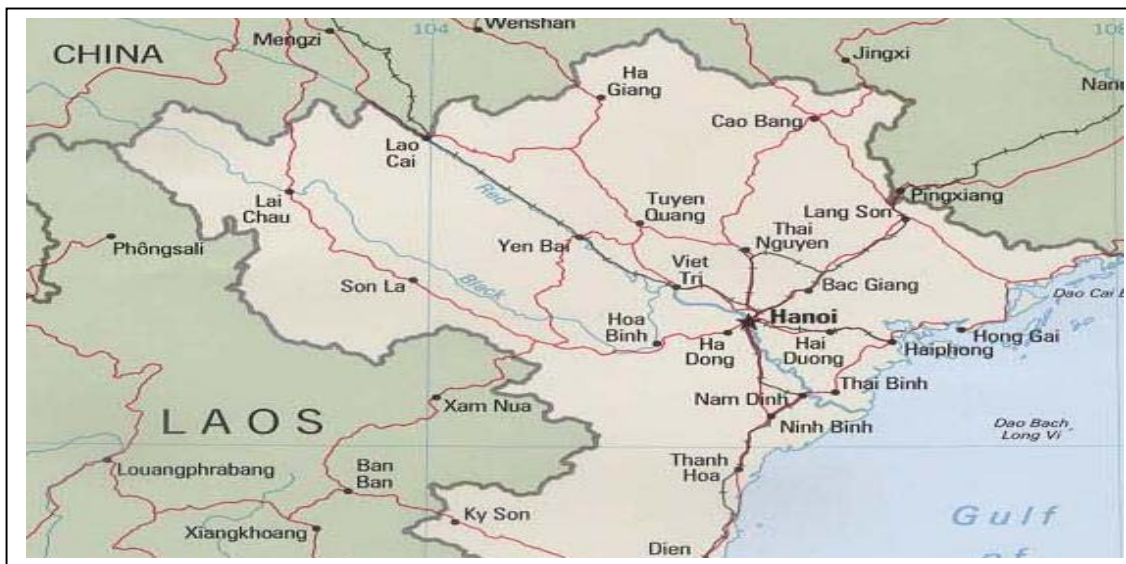 CHINA
Mengzi
104
Wenshan
108
Jingxi
Nann
Ha
Giang
Cao Bang
Lao
Cai
Red
Pingxiang
Lai
Chau
Tuyen
Quang
Lang Son
Thai
Nguyen
Phôngsali
Yen Bai
Viet
Tri
Son La
Black
Bac Giang
Dao Cai B
Hoa
Binh
Hanoi
Ha
Dong
Hai
Duong
Haiphong
Hong Gai
Thai Binh
Nam Dinh
Xam Nua
LAOS
Ninh Binh
Dao Bach
Long Vi
Louangphrabang
Ban
Ban
Thanh
Hoa
Xiangkhoang
Ky Son
Gulf
of
Dien